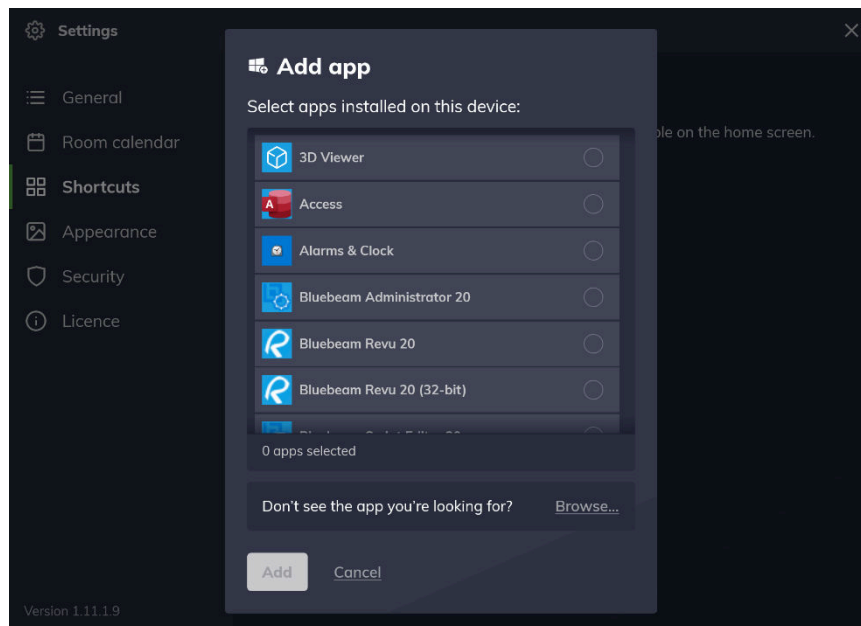 Settings
Add app
Select apps installed on this device:
General
Room calendar
Shortcuts
Appearance
Security
Licence
ble on the home screen.
3D Viewer
A
Access
Alarms & Clock
Bluebeam Administrator 20
Bluebeam Revu 20
Bluebeam Revu 20 (32-bit)
0 apps selected
Don't see the app you're looking for?
Browse...
Add
Cancel
Version 1.11.1.9